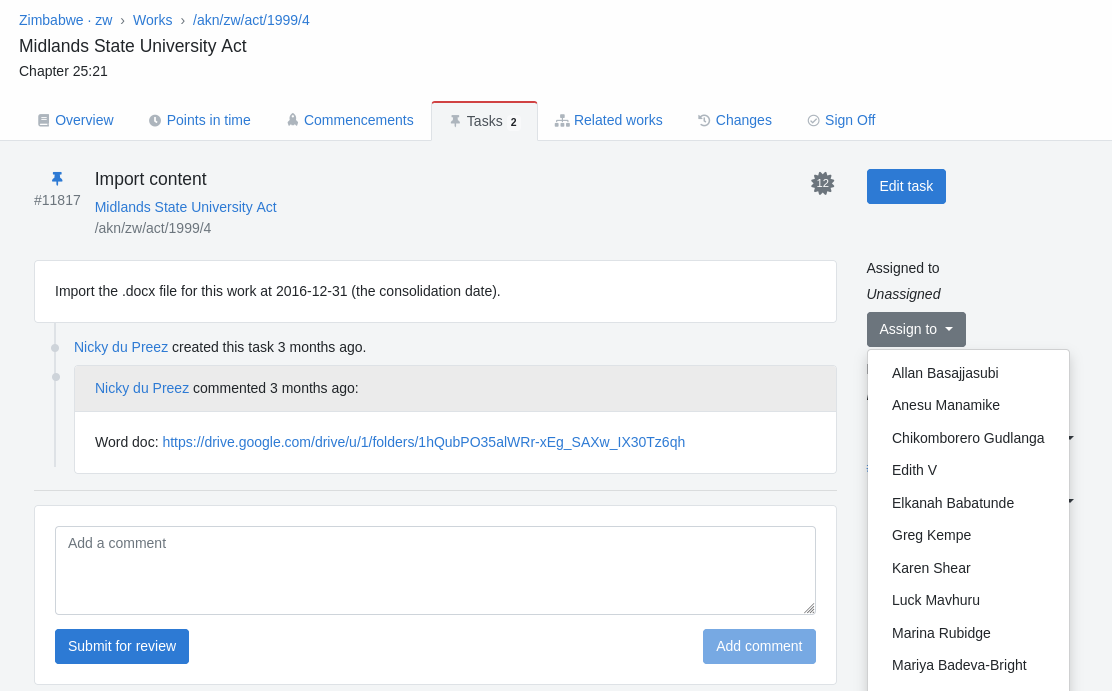 Zimbabwe · zw › Works › /akn/zw/act/1999/4
Midlands State University Act
Chapter 25:21
Overview Points in time Commencements Tasks 2 Related works Changes Sign Off
Import content
12
Edit task
#11817
Midlands State University Act
/akn/zw/act/1999/4
Import the .docx file for this work at 2016-12-31 (the consolidation date).
Nicky du Preez created this task 3 months ago.
Nicky du Preez commented 3 months ago:
Word doc: https://drive.google.com/drive/u/1/folders/1hQubPO35alWRr-xEg_SAXw_IX30Tz6qh
Add a comment
Submit for review
Add comment
Assigned to
Unassigned
Assign to
Allan Basajjasubi
Anesu Manamike
Chikomborero Gudlanga
Edith V
Elkanah Babatunde
Greg Kempe
Karen Shear
Luck Mavhuru
Marina Rubidge
Mariya Badeva-Bright